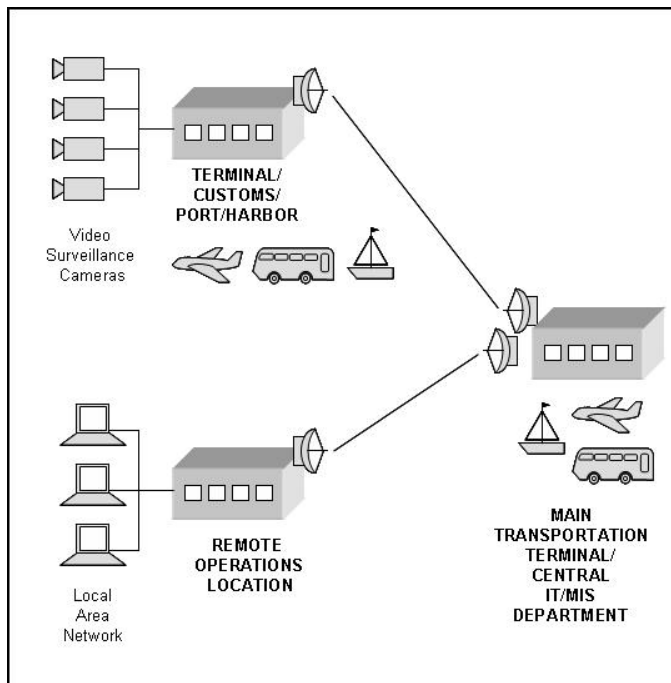 TERMINAL/
CUSTOMS/
PORT/HARBOR
Video
Surveillance
Cameras
REMOTE
OPERATIONS
LOCATION
Local
Area
Network
MAIN
TRANSPORTATION
TERMINAL/
CENTRAL
IT/MIS
DEPARTMENT